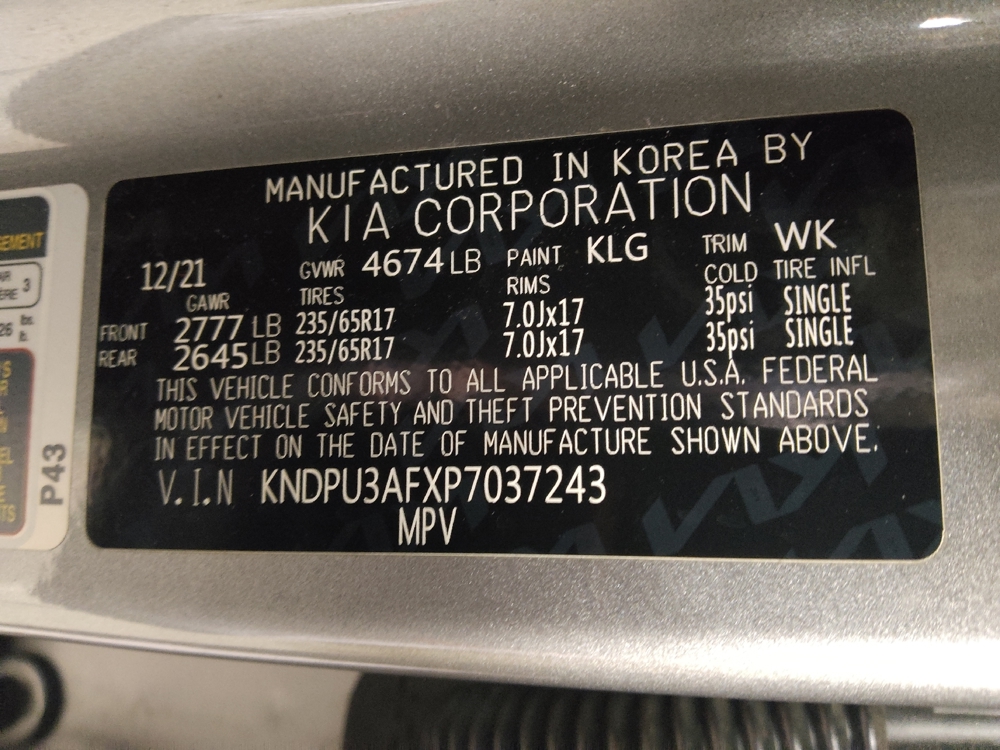 MANUFACTURED IN KOREA BY
KIA CORPORATION
12/21 GVWR 4674 LB PAINT KLG TRIM WK
GAWR TIRES RIMS COLD TIRE INFL
FRONT 2777 LB 235/65R17 7.0Jx17 35psi SINGLE
REAR 2645 LB 235/65R17 7.0Jx17 35psi SINGLE
THIS VEHICLE CONFORMS TO ALL APPLICABLE U.S.A. FEDERAL
MOTOR VEHICLE SAFETY AND THEFT PREVENTION STANDARDS
IN EFFECT ON THE DATE OF MANUFACTURE SHOWN ABOVE.
V.I.N KNDPU3AFXP7037243
MPV
P43